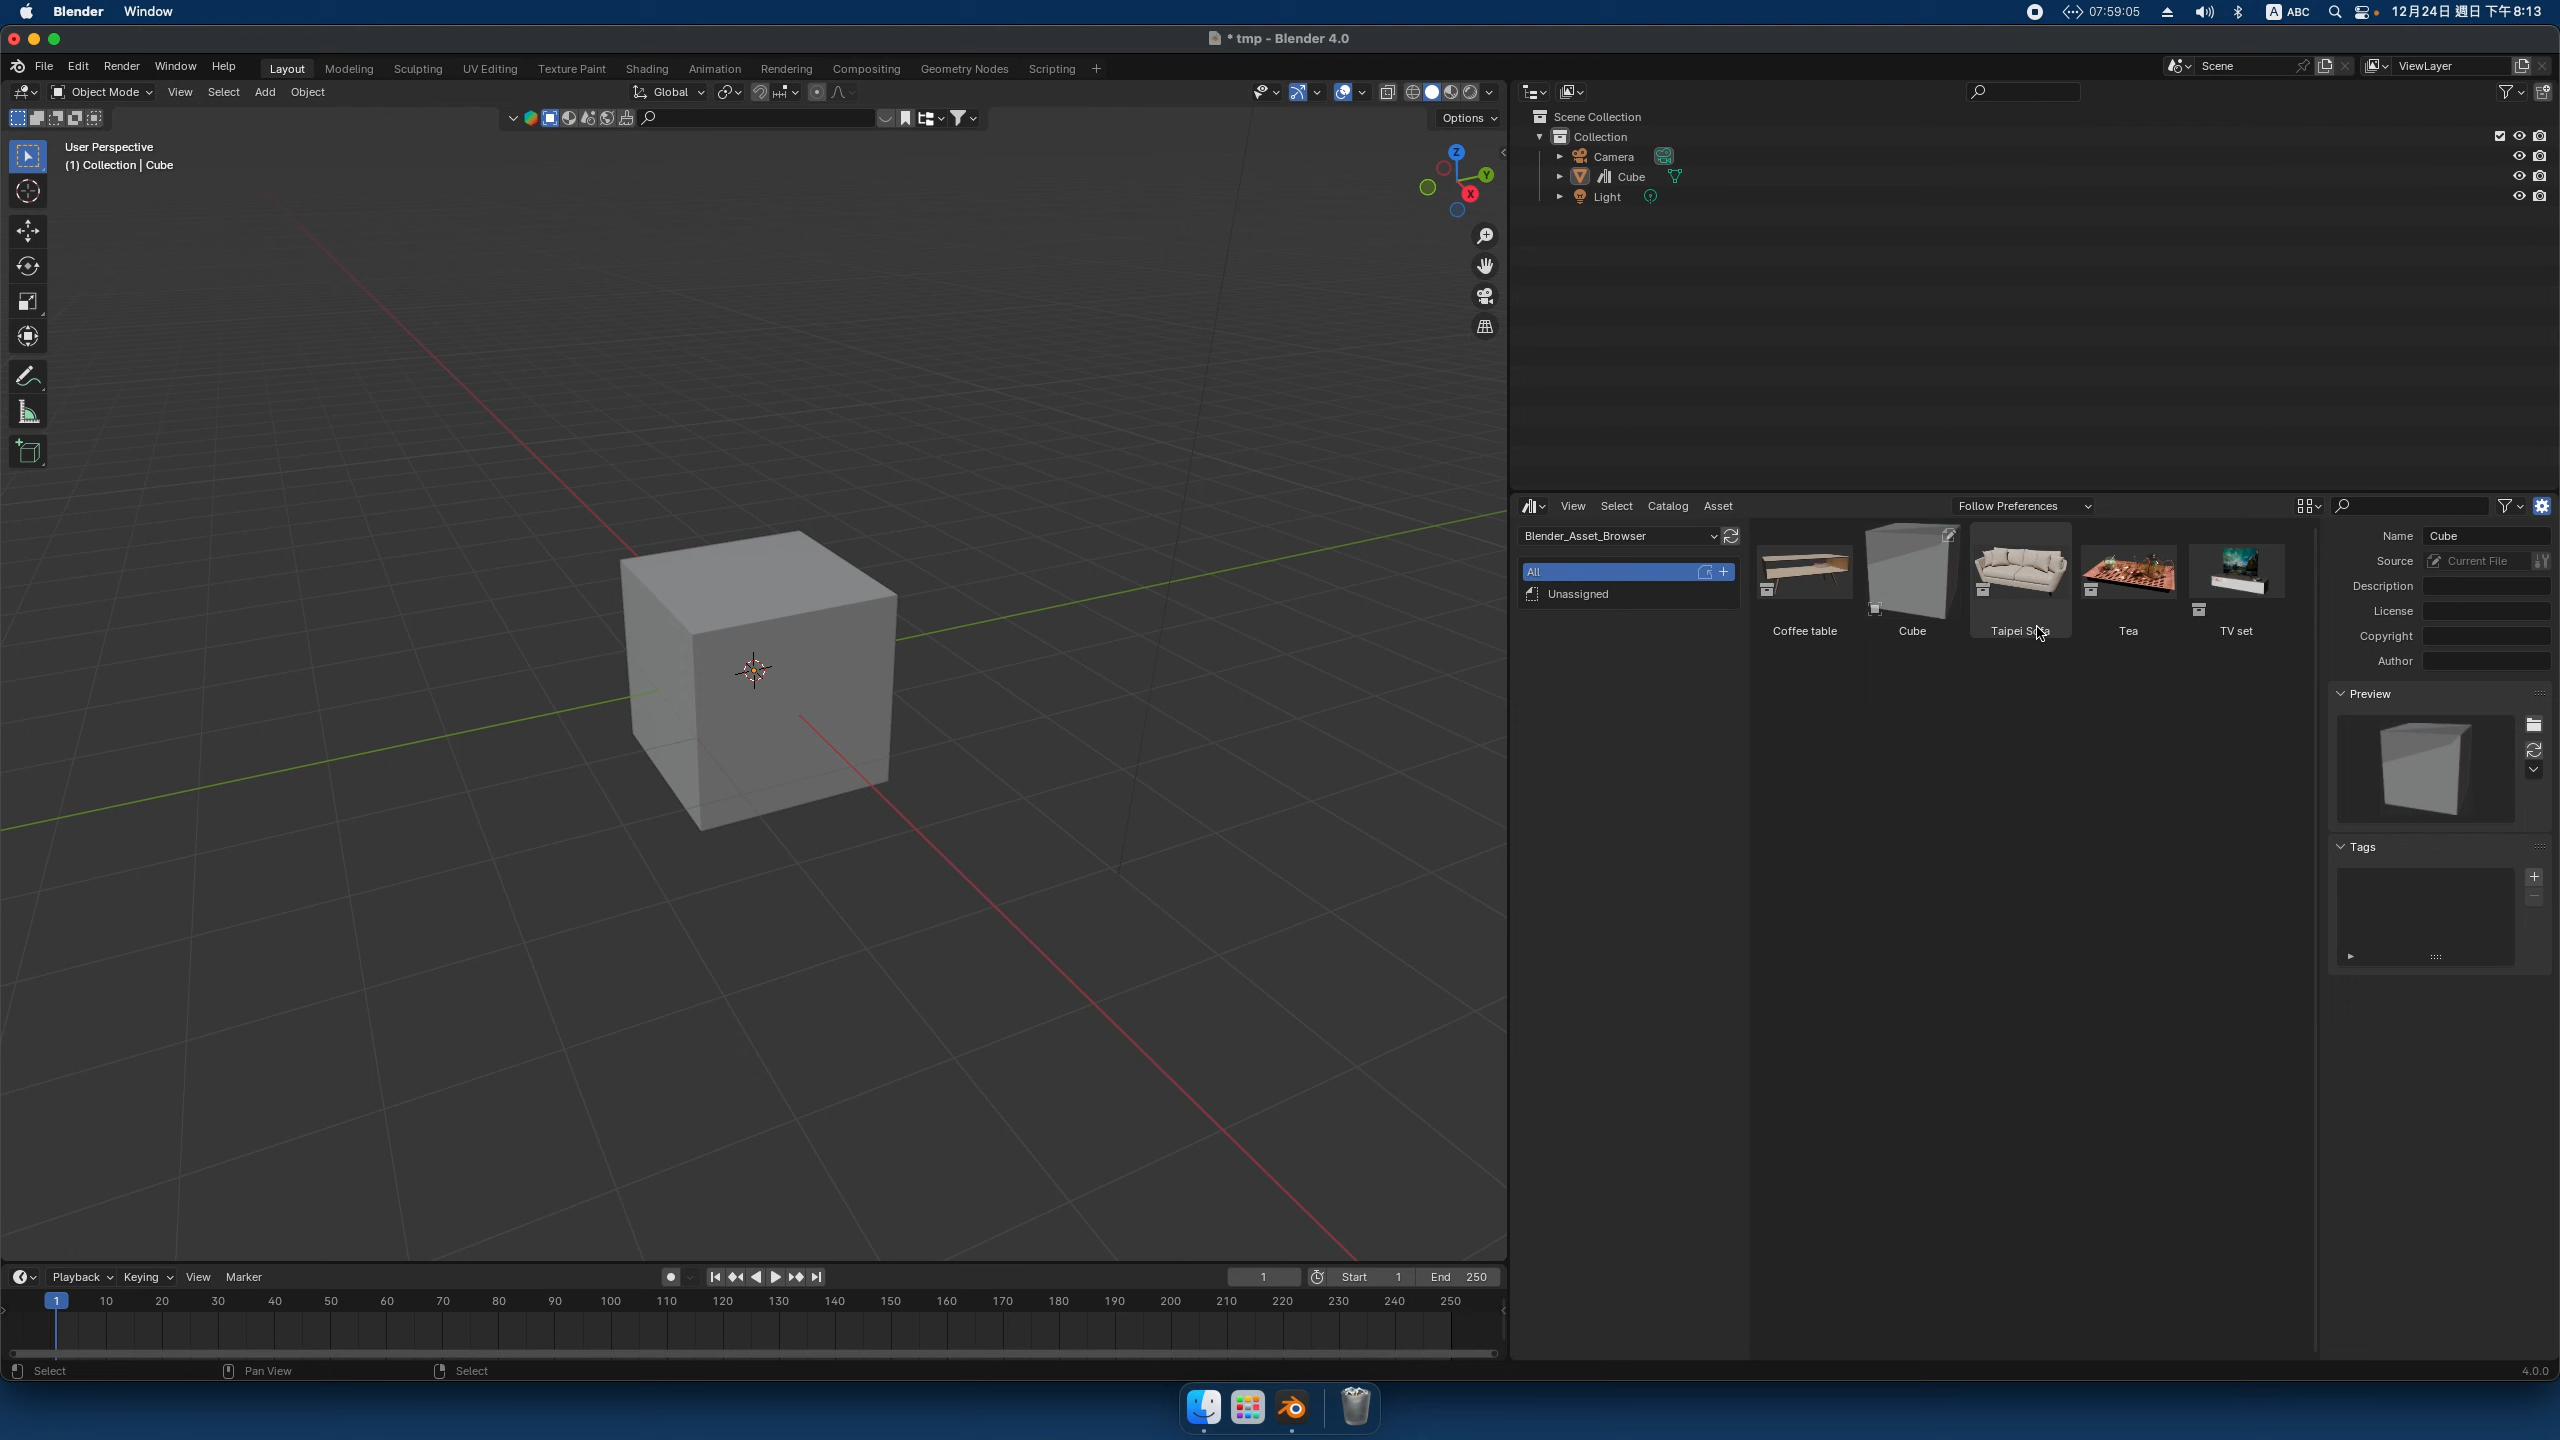 Blender Window 07:59:05 A ABC 12月24日 週日 下午8:13
* tmp - Blender 4.0
File Edit Render Window Help Layout Modeling Sculpting UV Editing Texture Paint Shading Animation Rendering Compositing Geometry Nodes Scripting + Scene ViewLayer
Object Mode View Select Add Object Global
Options
User Perspective
(1) Collection | Cube
Z
Y
X
Scene Collection
Collection
Camera
Cube
Light
View Select Catalog Asset Follow Preferences
Blender_Asset_Browser
All
Unassigned
Coffee table Cube Taipei Sofa Tea TV set
Name Cube
Source Current File
Description
License
Copyright
Author
Preview
Tags
Playback Keying View Marker 1 Start 1 End 250
1 10 20 30 40 50 60 70 80 90 100 110 120 130 140 150 160 170 180 190 200 210 220 230 240 250
Select Pan View Select 4.0.0